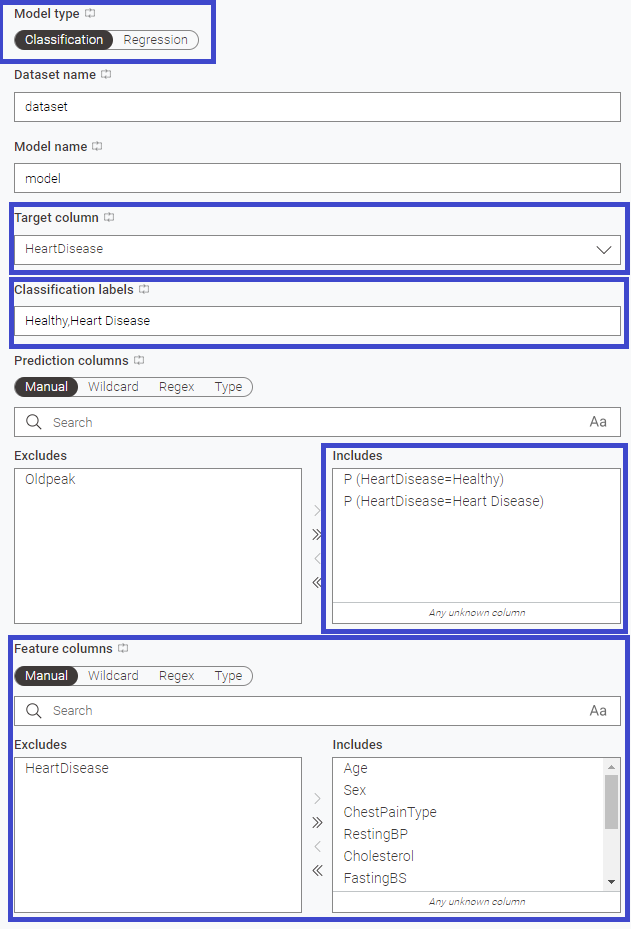 Model type
Classification Regression
Dataset name
dataset
Model name
model
Target column
HeartDisease
Classification labels
Healthy,Heart Disease
Prediction columns
Manual Wildcard Regex Type
Search Aa
Excludes Includes
Oldpeak P (HeartDisease=Healthy)
P (HeartDisease=Heart Disease)
Any unknown column
Feature columns
Manual Wildcard Regex Type
Search Aa
Excludes Includes
HeartDisease Age
Sex
ChestPainType
RestingBP
Cholesterol
FastingBS
Any unknown column